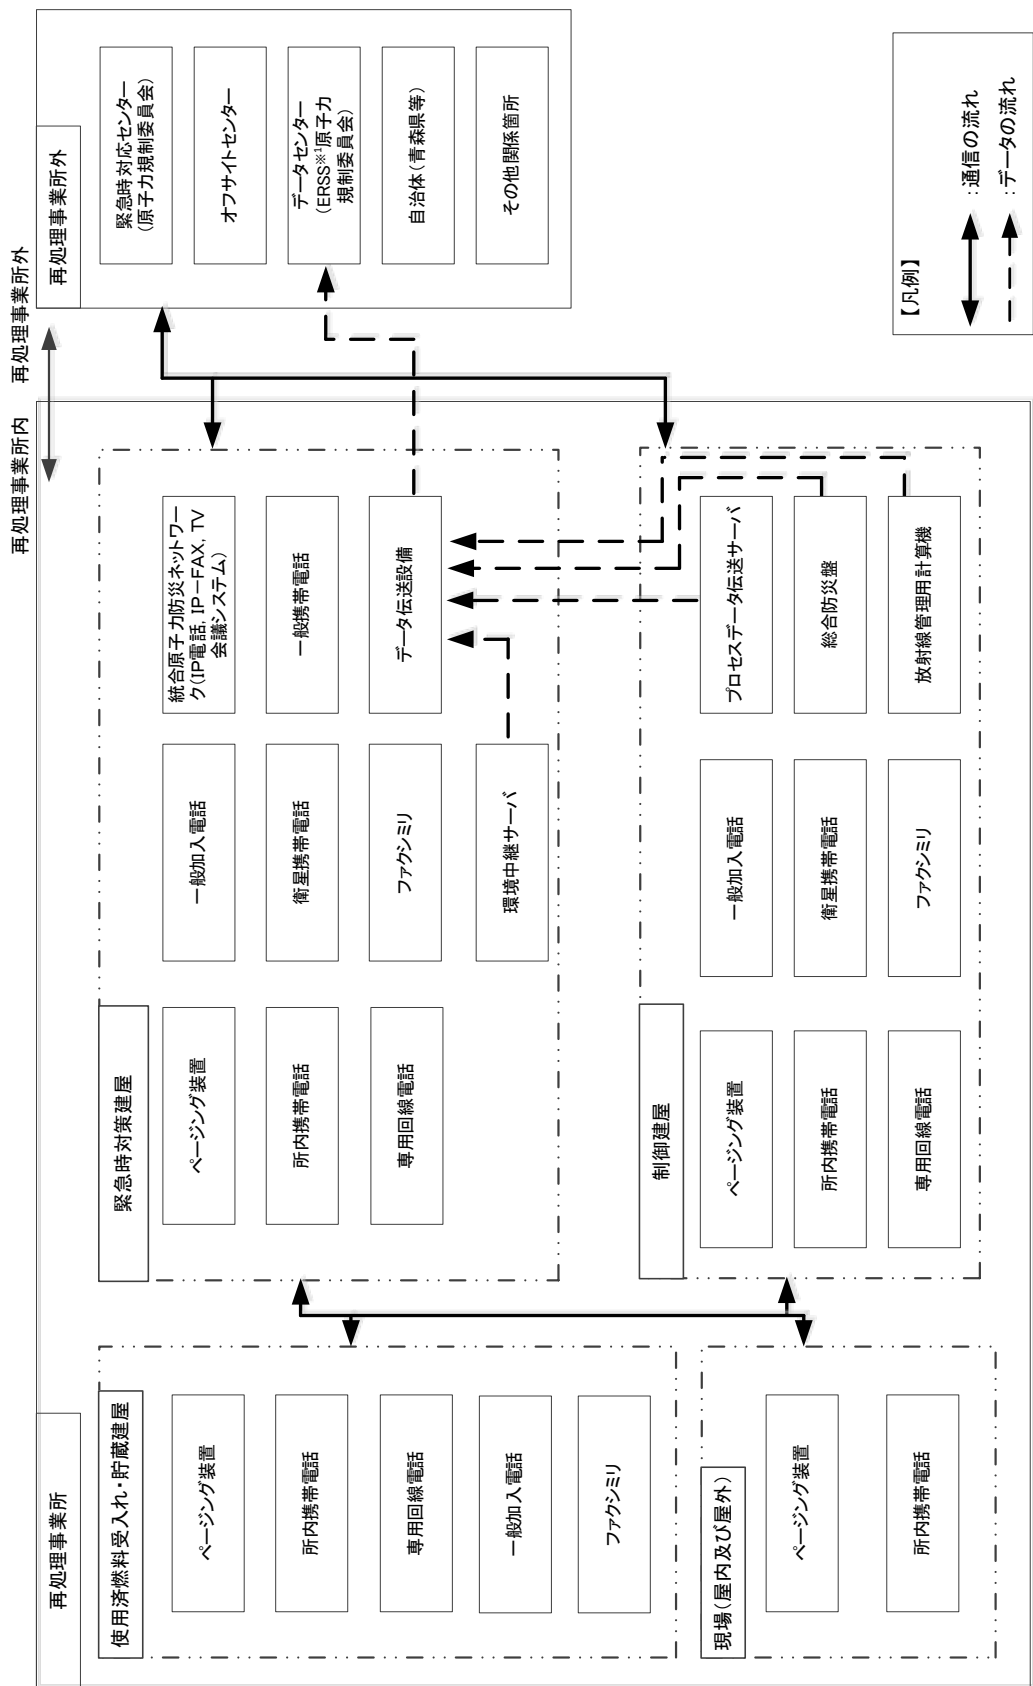 再処理事業所内
再処理事業所外
再処理事業所
使用済燃料受入れ・貯蔵建屋
ページング装置
所内携帯電話
専用回線電話
一般加入電話
ファクシミリ
現場(屋内及び屋外)
ページング装置
所内携帯電話
緊急時対策建屋
ページング装置
所内携帯電話
専用回線電話
一般加入電話
衛星携帯電話
ファクシミリ
環境中継サーバ
統合原子力防災ネットワー
ク(IP電話,IP-FAX,TV
会議システム)
一般携帯電話
データ伝送設備
制御建屋
ページング装置
所内携帯電話
専用回線電話
一般加入電話
衛星携帯電話
ファクシミリ
プロセスデータ伝送サーバ
総合防災盤
放射線管理用計算機
再処理事業所外
緊急時対応センター
(原子力規制委員会)
オフサイトセンター
データセンター
(ERSS※1原子力
規制委員会)
自治体(青森県等)
その他関係箇所
【凡例】
:通信の流れ
:データの流れ